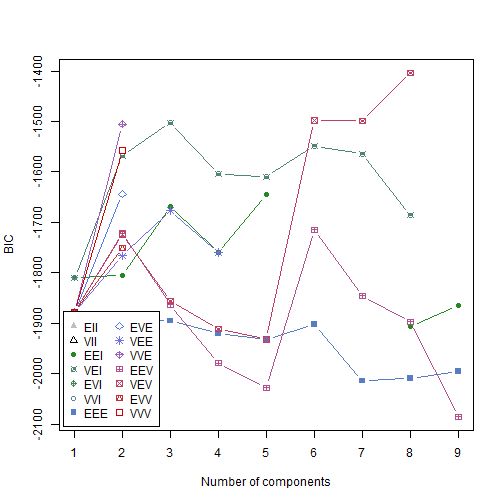 BIC
-1400
-1500
-1600
-1700
-1800
-1900
-2000
-2100
EII EVE
VII VEE
EEI VVE
VEI EEV
EVI VEV
VVI EVV
EEE VVV
1 2 3 4 5 6 7 8 9
Number of components